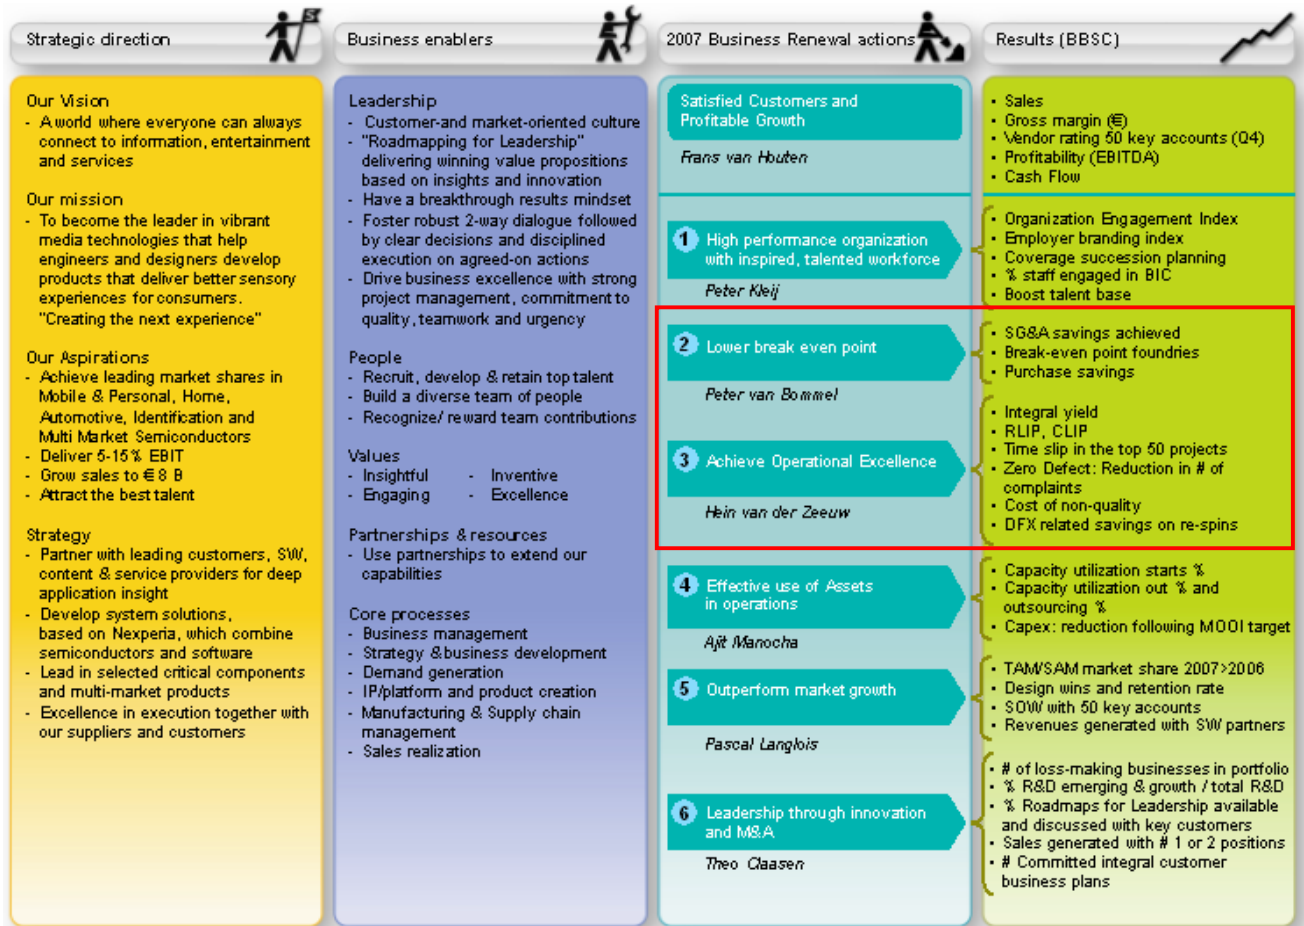 Strategic direction
Our Vision
- A world where everyone can always
connect to information, entertainment
and services
Our mission
- To become the leader in vibrant
media technologies that help
engineers and designers develop
products that deliver better sensory
experiences for consumers.
"Creating the next experience"
Our Aspirations
- Achieve leading market shares in
Mobile & Personal, Home,
Automotive, Identification and
Multi Market Semiconductors
- Deliver 5-15% EBIT
- Grow sales to € 8 B
- Attract the best talent
Strategy
- Partner with leading customers, SW,
content & service providers for deep
application insight
- Develop system solutions,
based on Nexperia, which combine
semiconductors and software
- Lead in selected critical components
and multi-market products
- Excellence in execution together with
our suppliers and customers
Business enablers
Leadership
- Customer-and market-oriented culture
- "Roadmapping for Leadership"
delivering winning value propositions
based on insights and innovation
- Have a breakthrough results mindset
- Foster robust 2-way dialogue followed
by clear decisions and disciplined
execution on agreed-on actions
- Drive business excellence with strong
project management, commitment to
quality, teamwork and urgency
People
- Recruit, develop & retain top talent
- Build a diverse team of people
- Recognize/ reward team contributions
Values
- Insightful - Inventive
- Engaging - Excellence
Partnerships & resources
- Use partnerships to extend our
capabilities
Core processes
- Business management
- Strategy & business development
- Demand generation
- IP/platform and product creation
- Manufacturing & Supply chain
management
- Sales realization
2007 Business Renewal actions
Satisfied Customers and
Profitable Growth
Frans van Houten
1 High performance organization
with inspired, talented workforce
Peter Kleij
2 Lower break even point
Peter van Bommel
3 Achieve Operational Excellence
Hein van der Zeeuw
4 Effective use of Assets
in operations
Ajit Manocha
5 Outperform market growth
Pascal Langlois
6 Leadership through innovation
and M&A
Theo Claasen
Results (BBSC)
• Sales
• Gross margin (€)
• Vendor rating 50 key accounts (Q4)
• Profitability (EBITDA)
• Cash Flow
• Organization Engagement Index
• Employer branding index
• Coverage succession planning
• % staff engaged in BIC
• Boost talent base
• SG&A savings achieved
• Break-even point foundries
• Purchase savings
• Integral yield
• RLIP, CLIP
• Time slip in the top 50 projects
• Zero Defect: Reduction in # of
complaints
• Cost of non-quality
• DFX related savings on re-spins
• Capacity utilization starts %
• Capacity utilization out % and
outsourcing %
• Capex: reduction following MOOI target
• TAM/SAM market share 2007>2006
• Design wins and retention rate
• SOW with 50 key accounts
• Revenues generated with SW partners
• # of loss-making businesses in portfolio
• % R&D emerging & growth / total R&D
• % Roadmaps for Leadership available
and discussed with key customers
• Sales generated with # 1 or 2 positions
• # Committed integral customer
business plans